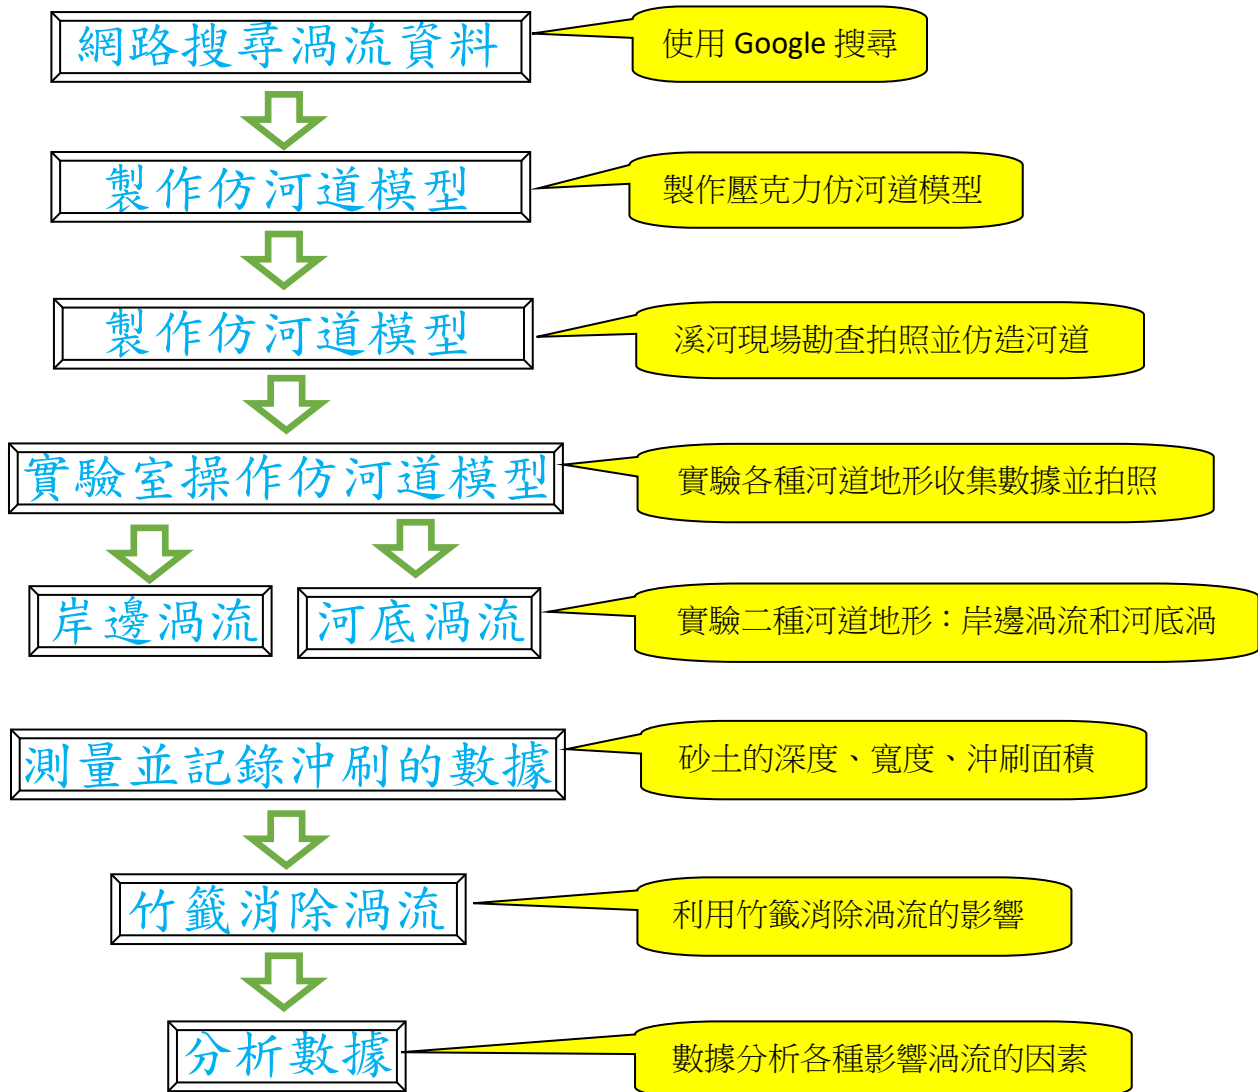 網路搜尋渦流資料
使用 Google 搜尋
製作仿河道模型
製作壓克力仿河道模型
製作仿河道模型
溪河現場勘查拍照並仿造河道
實驗室操作仿河道模型
實驗各種河道地形收集數據並拍照
岸邊渦流
河底渦流
實驗二種河道地形：岸邊渦流和河底渦
測量並記錄沖刷的數據
砂土的深度、寬度、沖刷面積
竹籤消除渦流
利用竹籤消除渦流的影響
分析數據
數據分析各種影響渦流的因素